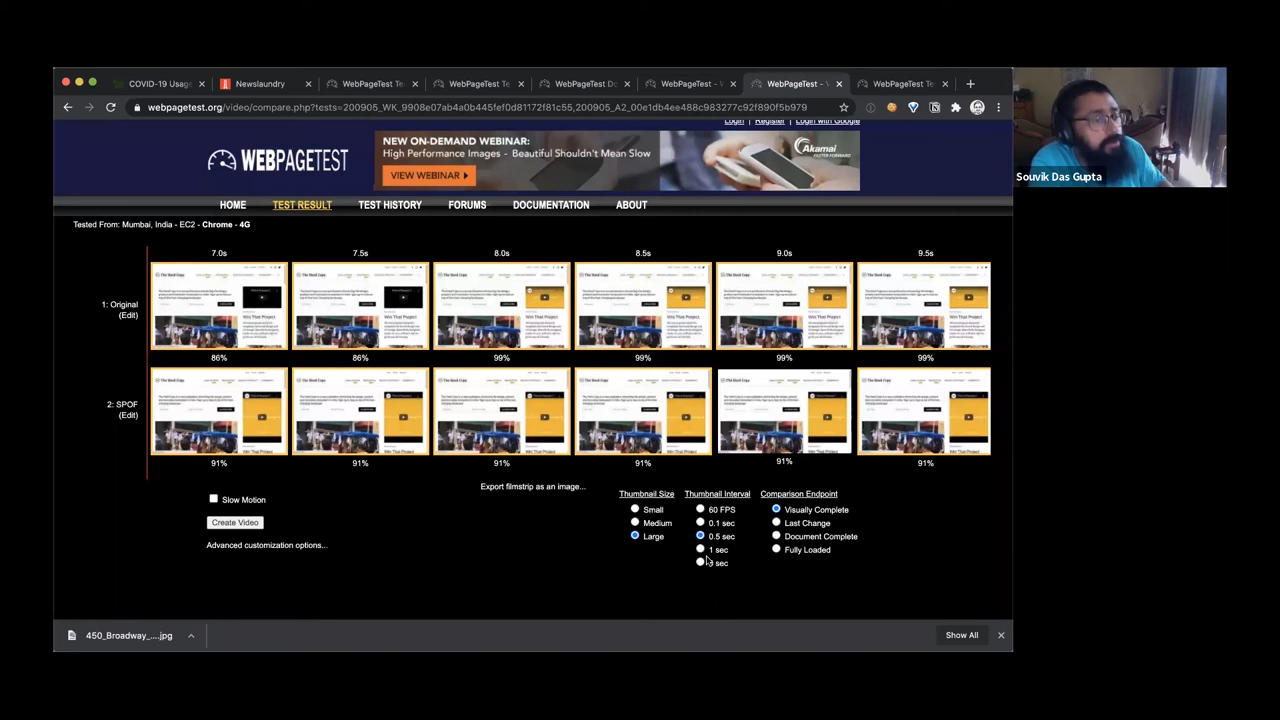 COVID-19 Usag
Newslaundry
WebPageTest Te
WebPageTest Te
WebPageTest Do
WebPageTest - V
WebPageTest - V
WebPageTest Te
webpagetest.org/video/compare.php?tests=200905_WK_9908e07ab4a0b445fef0d81172f81c55,200905_A2_00e1db4ee488c983277c92f890f5b979
Login | Register | Login with Google
WEBPAGETEST
NEW ON-DEMAND WEBINAR:
High Performance Images - Beautiful Shouldn't Mean Slow
VIEW WEBINAR
Akamai
FASTER FORWARD
Souvik Das Gupta
HOME TEST RESULT TEST HISTORY FORUMS DOCUMENTATION ABOUT
Tested From: Mumbai, India - EC2 - Chrome - 4G
7.0s 7.5s 8.0s 8.5s 9.0s 9.5s
1: Original
(Edit)
86% 86% 99% 99% 99% 99%
2: SPOF
(Edit)
91% 91% 91% 91% 91% 91%
Export filmstrip as an image...
Slow Motion
Create Video
Advanced customization options...
Thumbnail Size Thumbnail Interval Comparison Endpoint
Small 60 FPS Visually Complete
Medium 0.1 sec Last Change
Large 0.5 sec Document Complete
1 sec Fully Loaded
sec
450_Broadway_....jpg
Show All